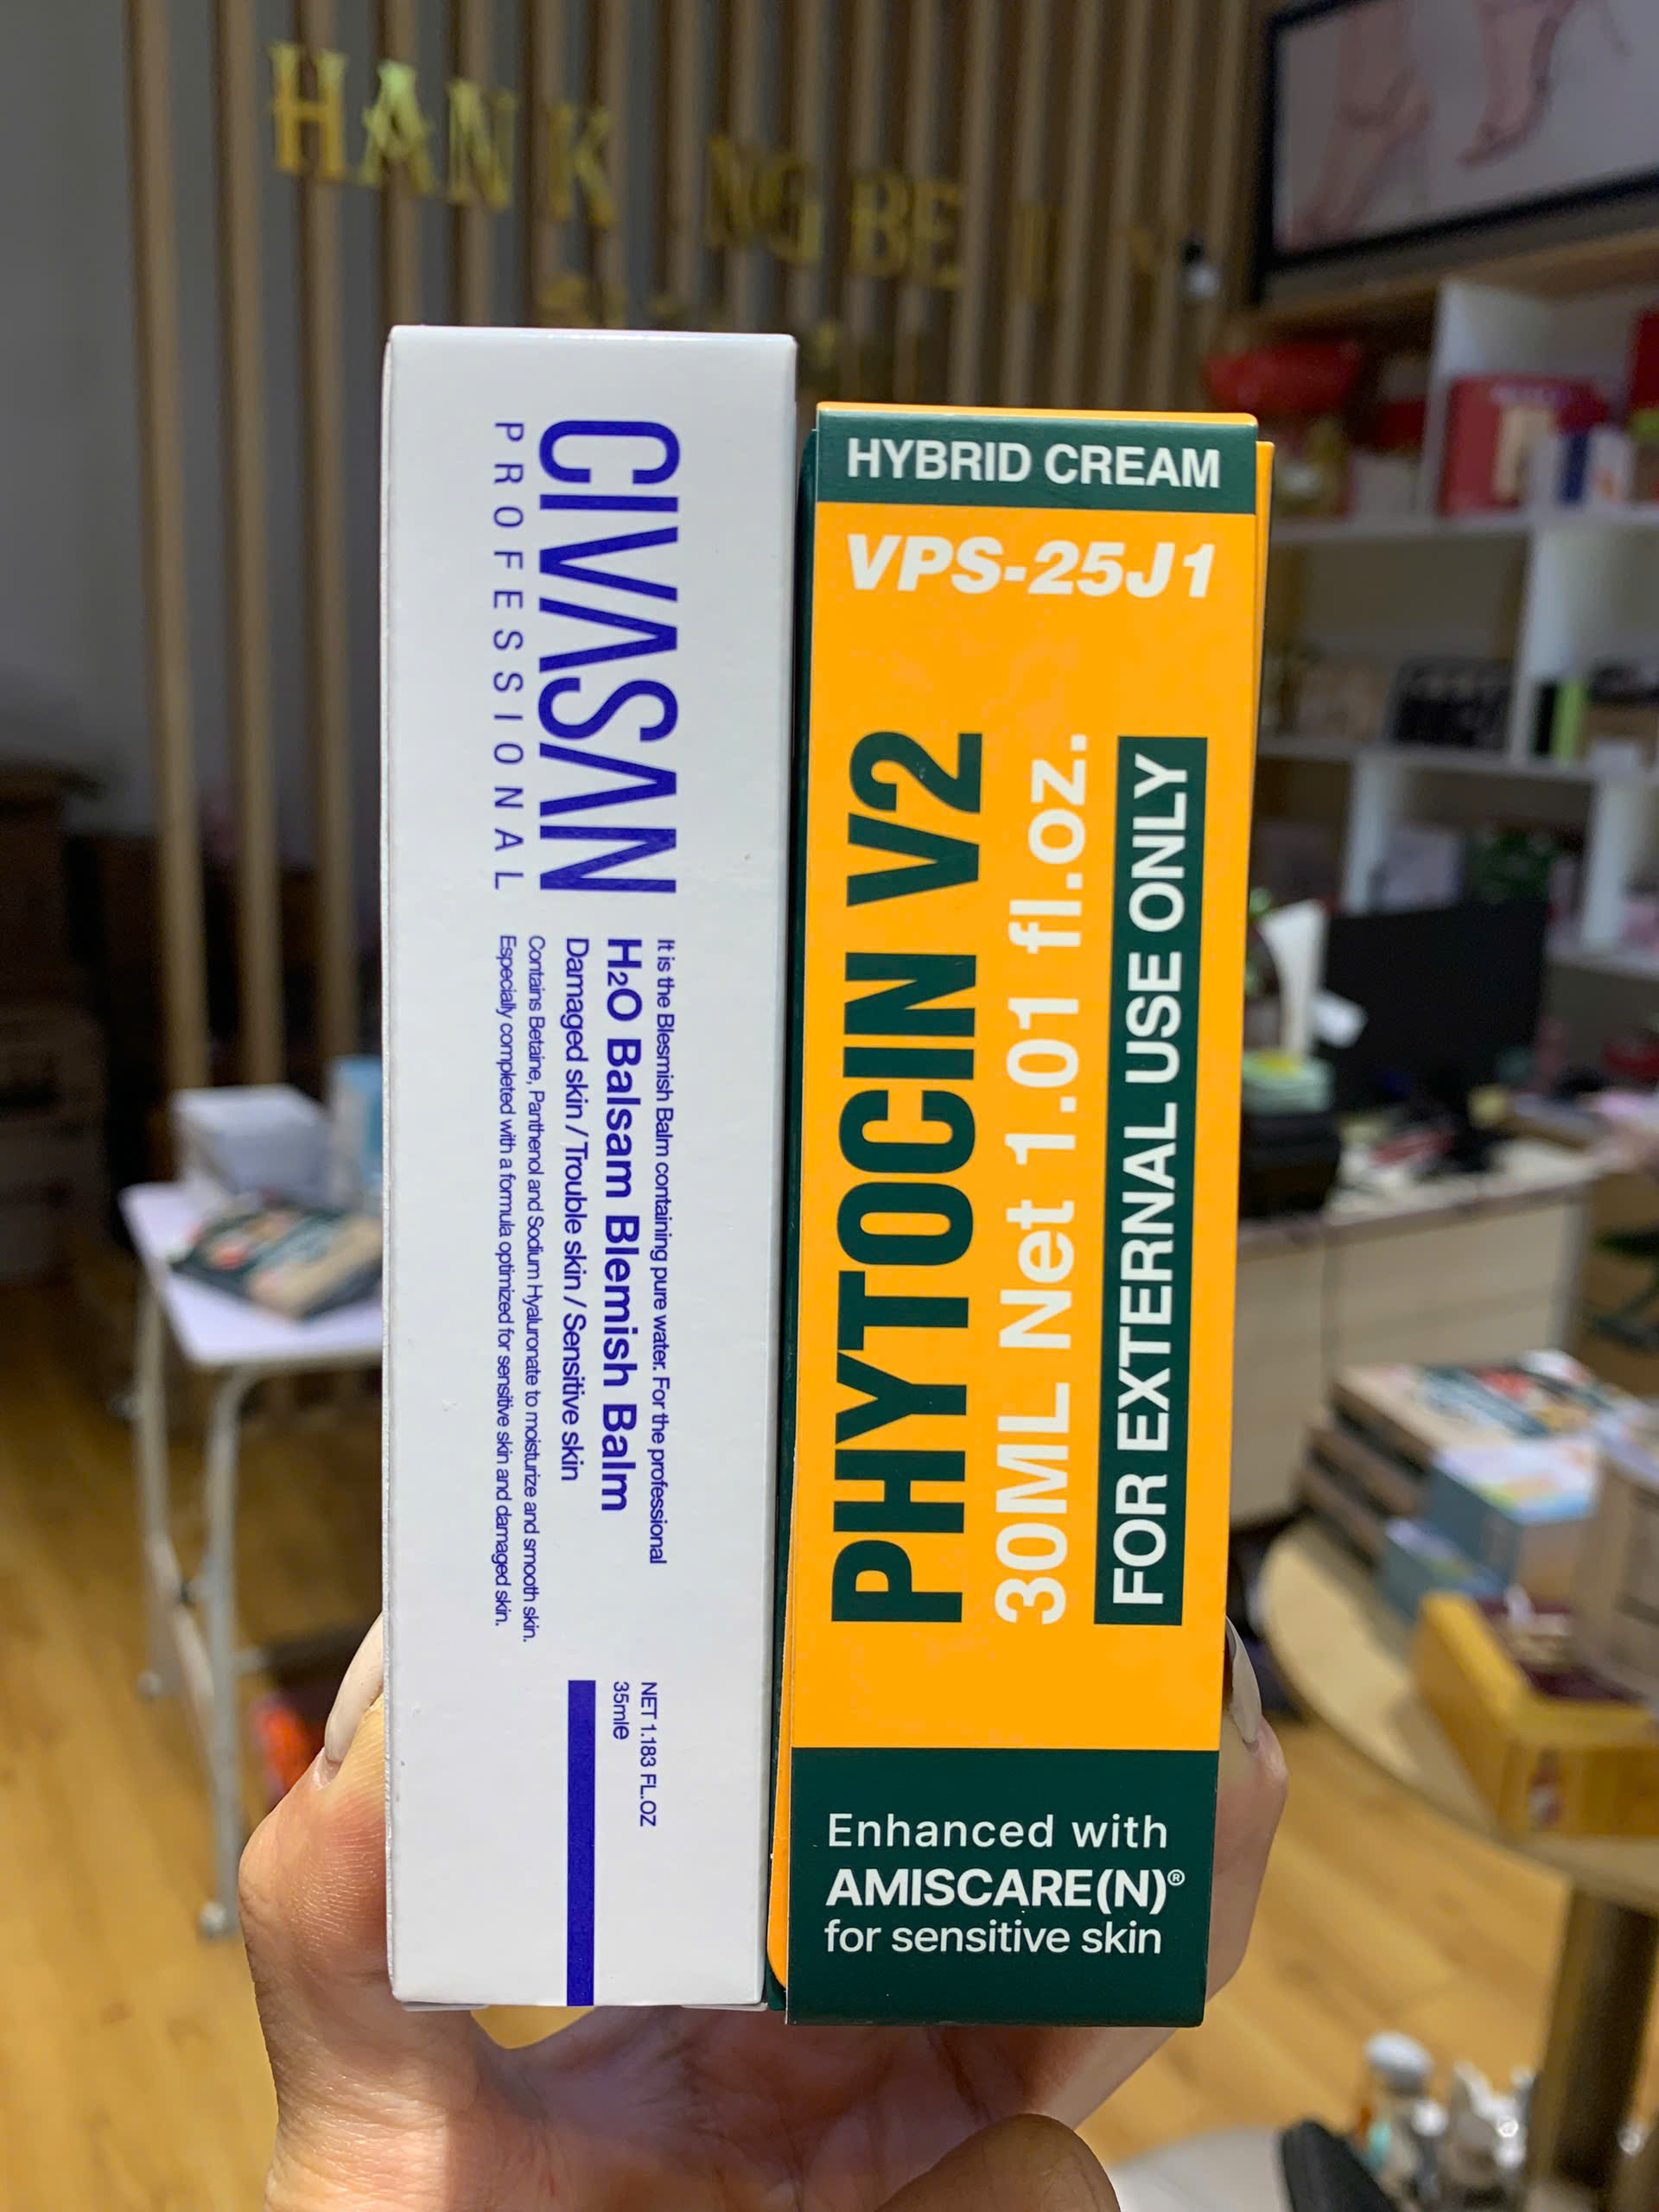 HAN K NG BE
CIVASAN
PROFESSIONAL
It is the Blesmish Balm containing pure water. For the professional
H2O Balsam Blemish Balm
Damaged skin / Trouble skin / Sensitive skin
Contains Betaine, Panthenol and Sodium Hyaluronate to moisturize and smooth skin.
Especially completed with a formula optimized for sensitive skin and damaged skin.
NET 1.183 FL.OZ
35mle
HYBRID CREAM
VPS-25J1
PHYTOCIN V2
30ML Net 1.01 fl.oz.
FOR EXTERNAL USE ONLY
Enhanced with
AMISCARE(N)®
for sensitive skin